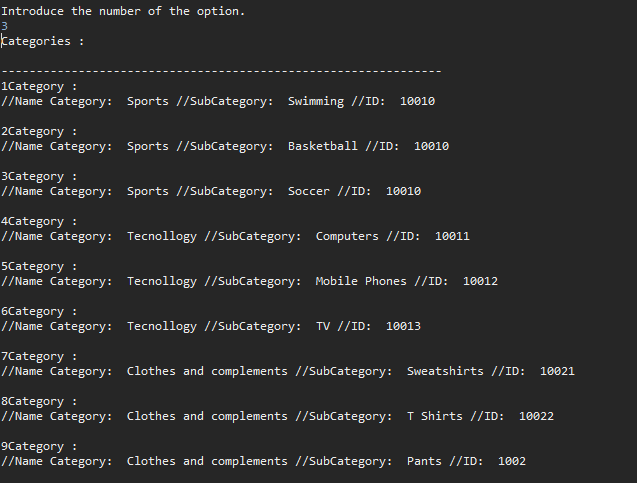 Introduce the number of the option.
3
Categories :
---------------------------------------------------------------
1Category :
//Name Category:  Sports //SubCategory:  Swimming //ID:  10010
2Category :
//Name Category:  Sports //SubCategory:  Basketball //ID:  10010
3Category :
//Name Category:  Sports //SubCategory:  Soccer //ID:  10010
4Category :
//Name Category:  Tecnollogy //SubCategory:  Computers //ID:  10011
5Category :
//Name Category:  Tecnollogy //SubCategory:  Mobile Phones //ID:  10012
6Category :
//Name Category:  Tecnollogy //SubCategory:  TV //ID:  10013
7Category :
//Name Category:  Clothes and complements //SubCategory:  Sweatshirts //ID:  10021
8Category :
//Name Category:  Clothes and complements //SubCategory:  T Shirts //ID:  10022
9Category :
//Name Category:  Clothes and complements //SubCategory:  Pants //ID:  1002